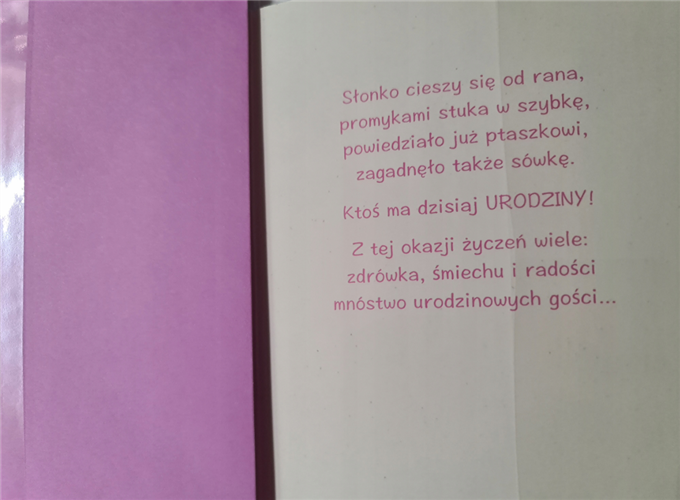 Słonko cieszy się od rana,
promykami stuka w szybkę,
powiedziało już ptaszkowi,
zagadnęło także sówkę.
Ktoś ma dzisiaj URODZINY!
Z tej okazji życzeń wiele:
zdrówka, śmiechu i radości
mnóstwo urodzinowych gości...